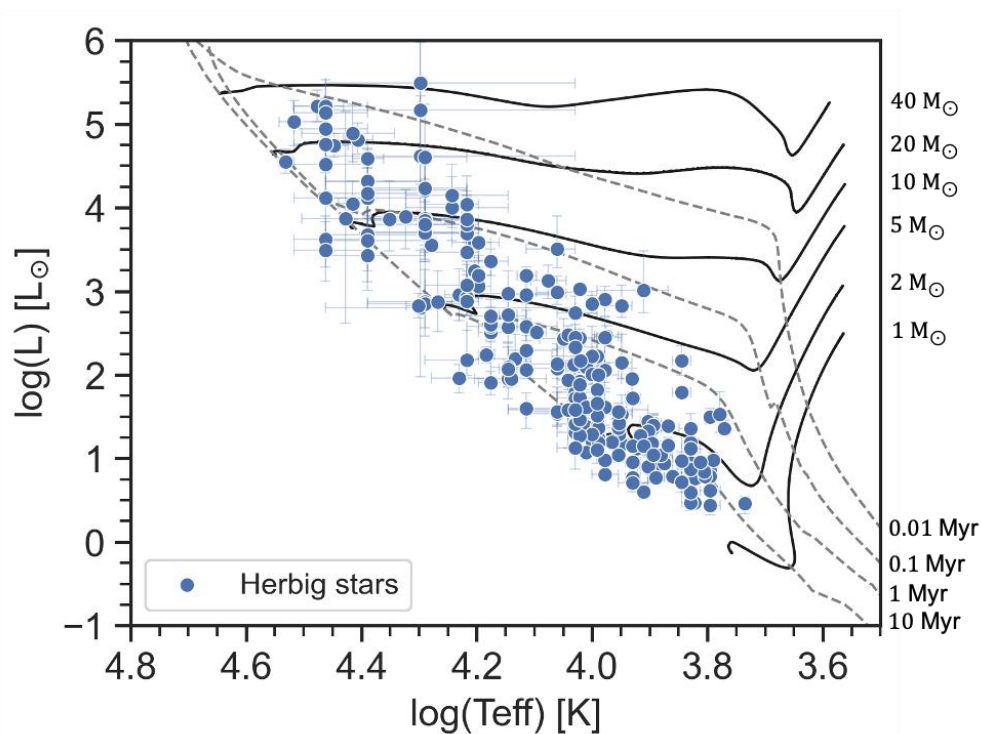 6
5
4
3
2
1
0
−1
log(L) [L⊙]
40 M⊙
20 M⊙
10 M⊙
5 M⊙
2 M⊙
1 M⊙
0.01 Myr
0.1 Myr
1 Myr
10 Myr
Herbig stars
4.8 4.6 4.4 4.2 4.0 3.8 3.6
log(Teff) [K]